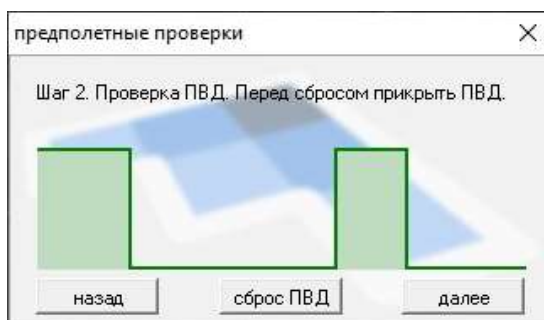 предполетные проверки
Шаг 2. Проверка ПВД. Перед сбросом прикрыть ПВД.
назад сброс ПВД далее